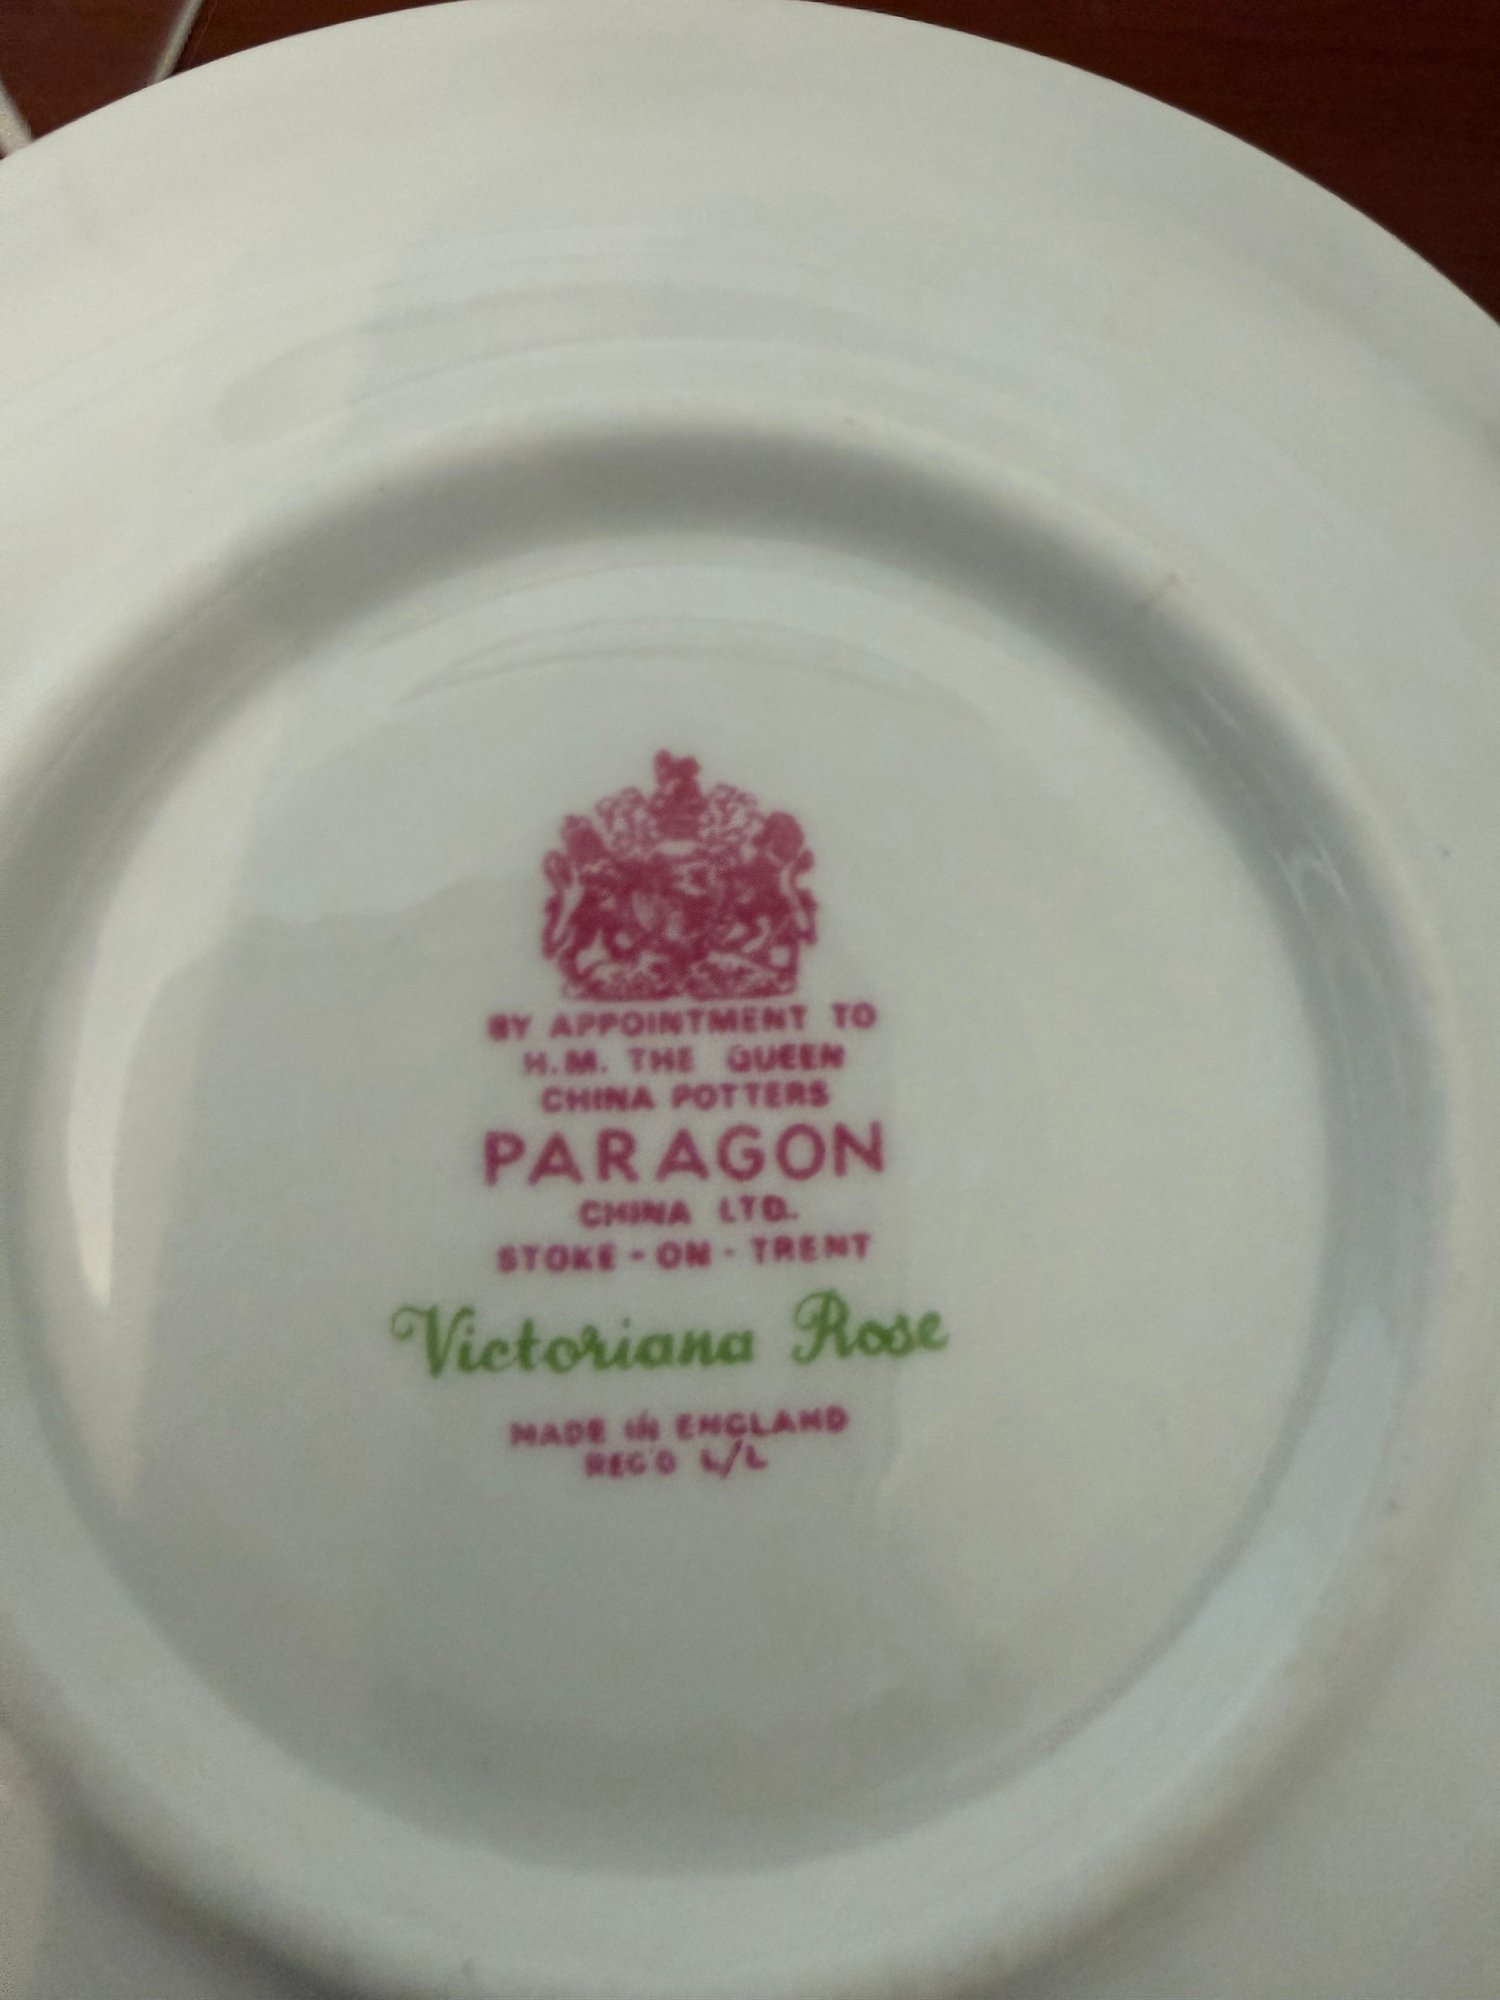 BY APPOINTMENT TO
H.M. THE QUEEN
CHINA POTTERS
PARAGON
CHINA LTD.
STOKE - ON - TRENT
Victoriana Rose
MADE IN ENGLAND
REG'D L/L